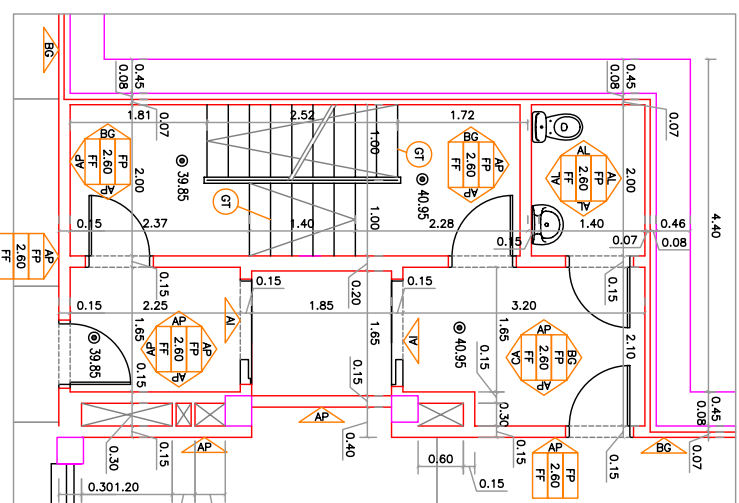 BG
0.45
0.08
0.07
1.81
2.52
1.72
0.45
0.08
0.07
BG
FP
2.60
FF
AP
AP
39.85
2.00
1.00
GT
BG
FP
2.60
FF
AP
AP
40.95
AL
FP
2.60
FF
AL
AL
AL
2.00
4.40
GT
1.00
0.15
2.37
1.40
2.28
0.15
1.40
0.07
0.46
0.08
AP
FP
2.60
FF
0.15
0.15
0.20
0.15
0.15
0.15
2.25
1.85
3.20
AP
FP
2.60
FF
AP
AP
AP
AI
1.65
39.85
1.65
AI
40.95
1.65
AP
FP
2.60
FF
BG
CA
AP
2.10
0.15
0.15
0.15
0.30
0.45
0.08
AP
AP
0.30
0.15
0.40
0.15
AP
FP
2.60
FF
0.15
BG
0.07
0.60
0.15
0.301.20